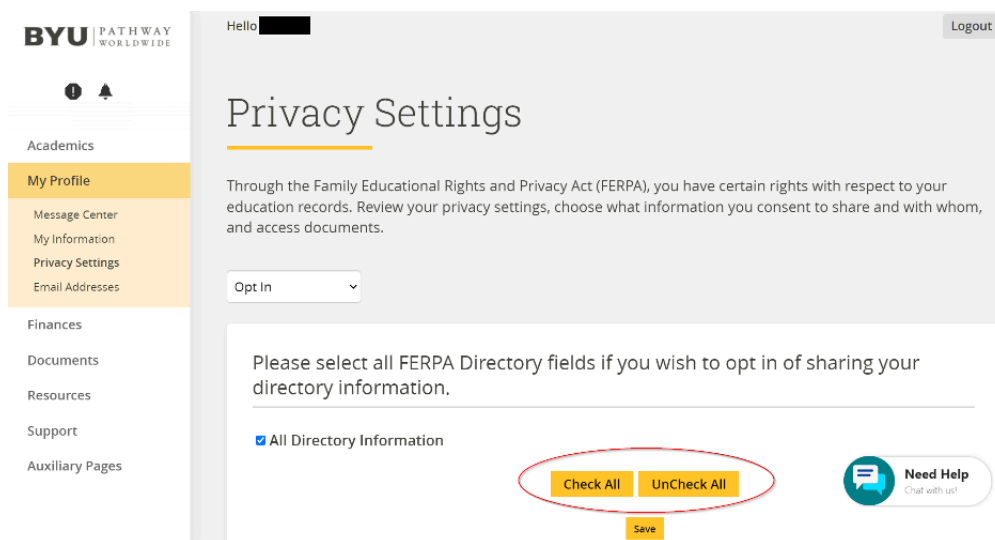 BYU PATHWAY
WORLDWIDE
Hello
Logout
Privacy Settings
Academics
My Profile
Message Center
My Information
Privacy Settings
Email Addresses
Finances
Documents
Resources
Support
Auxiliary Pages
Through the Family Educational Rights and Privacy Act (FERPA), you have certain rights with respect to your
education records. Review your privacy settings, choose what information you consent to share and with whom,
and access documents.
Opt In
Please select all FERPA Directory fields if you wish to opt in of sharing your
directory information.
All Directory Information
Check All
UnCheck All
Save
Need Help
Chat with us!